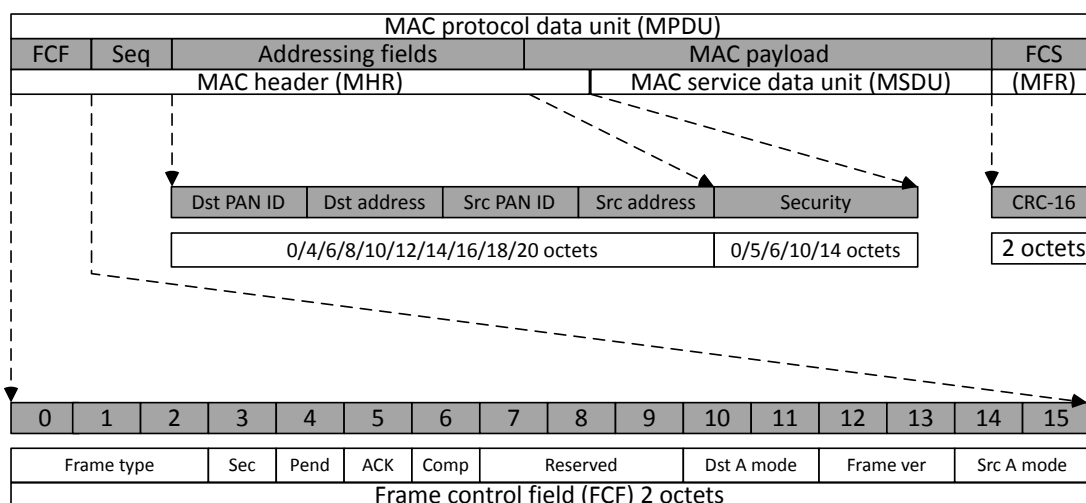 MAC protocol data unit (MPDU)
FCF Seq Addressing fields MAC payload FCS
MAC header (MHR) MAC service data unit (MSDU) (MFR)
Dst PAN ID Dst address Src PAN ID Src address Security CRC-16
0/4/6/8/10/12/14/16/18/20 octets 0/5/6/10/14 octets 2 octets
0 1 2 3 4 5 6 7 8 9 10 11 12 13 14 15
Frame type Sec Pend ACK Comp Reserved Dst A mode Frame ver Src A mode
Frame control field (FCF) 2 octets